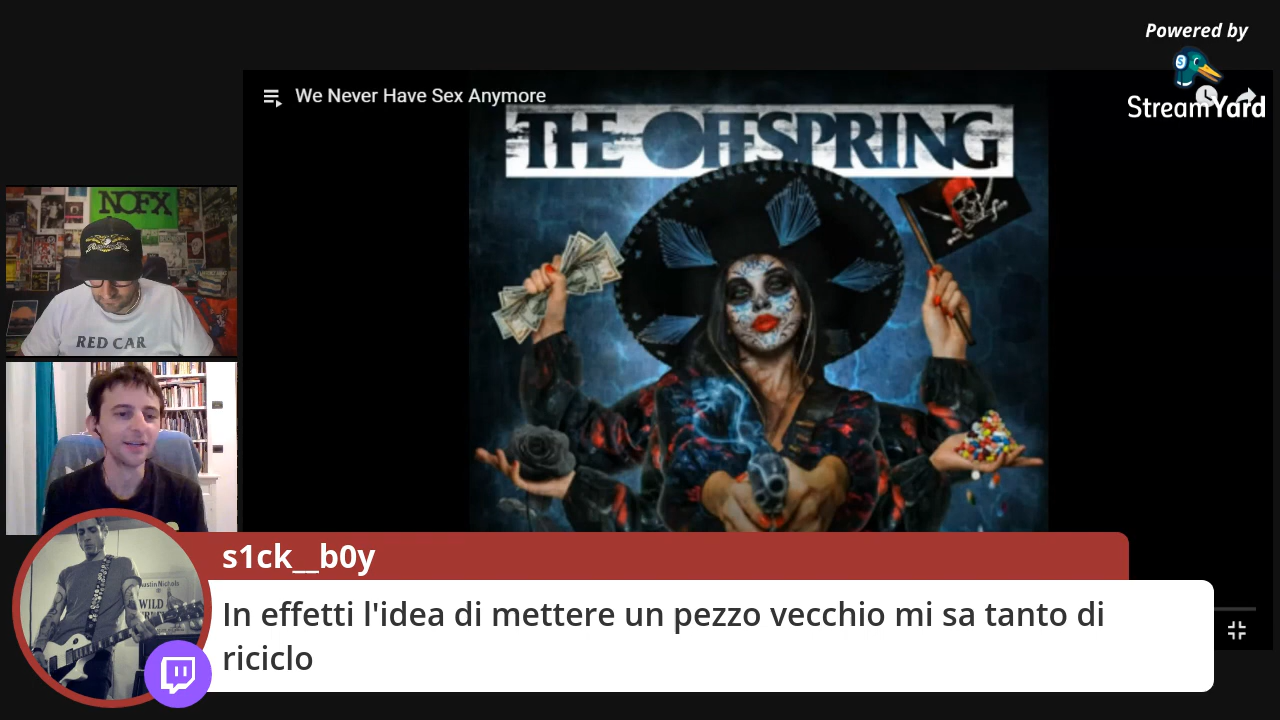 Powered by
StreamYard
We Never Have Sex Anymore
THE OFFSPRING
NOFX
RED CAR
s1ck__b0y
In effetti l'idea di mettere un pezzo vecchio mi sa tanto di
riciclo